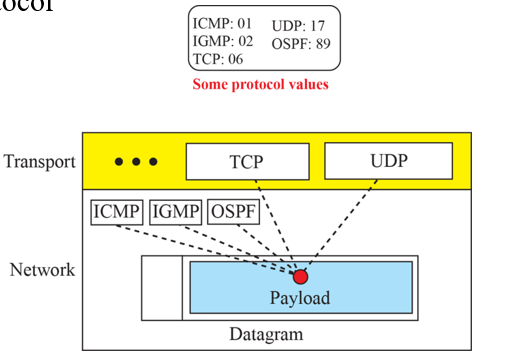 ICMP: 01 UDP: 17
IGMP: 02 OSPF: 89
TCP: 06
Some protocol values
Transport
TCP
UDP
ICMP IGMP OSPF
Network
Payload
Datagram